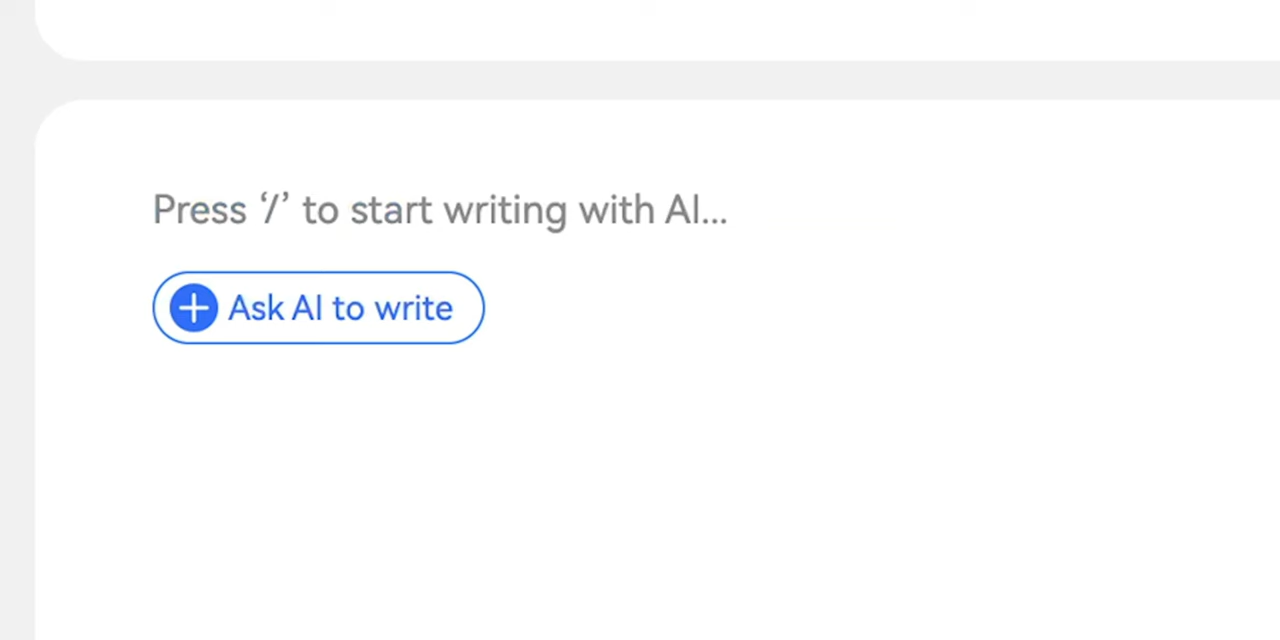 Press ‘/’ to start writing with AI...
Ask AI to write